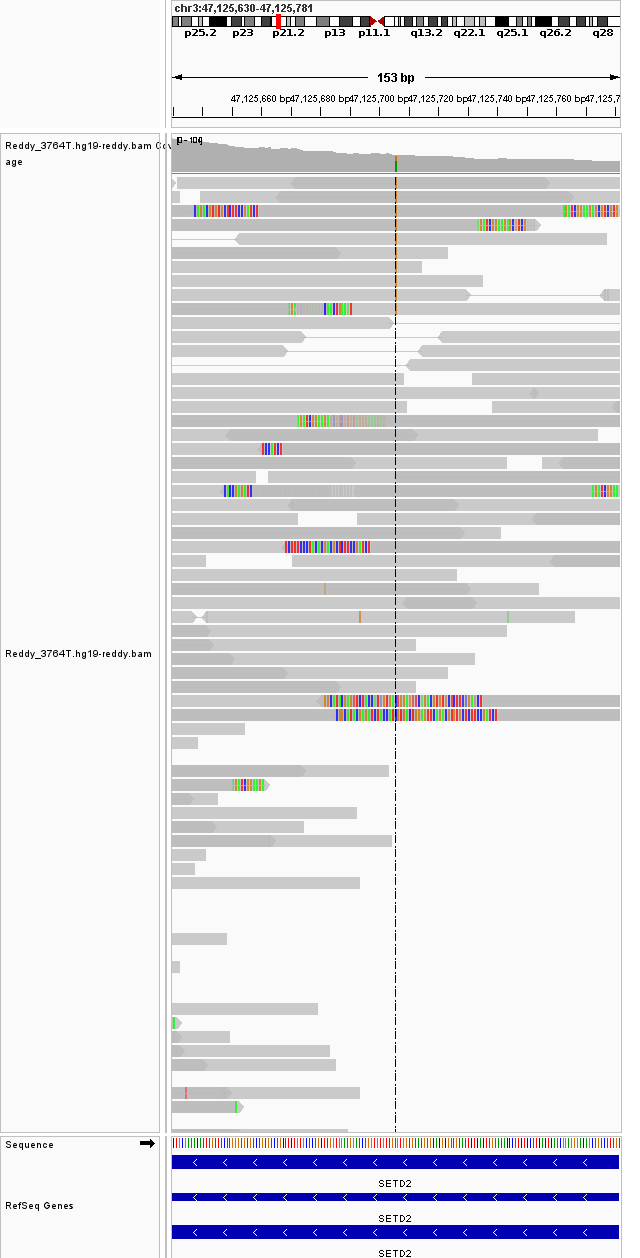 chr3:47,125,630-47,125,781
p25.2 p23 p21.2 p13 p11.1 q13.2 q22.1 q25.1 q26.2 q28
153 bp
47,125,660 bp 47,125,680 bp 47,125,700 bp 47,125,720 bp 47,125,740 bp 47,125,760 bp 47,125,7
Reddy_3764T.hg19-reddy.bam Cov
age
[0 - 104]
Reddy_3764T.hg19-reddy.bam
Sequence
SETD2
RefSeq Genes
SETD2
SETD2